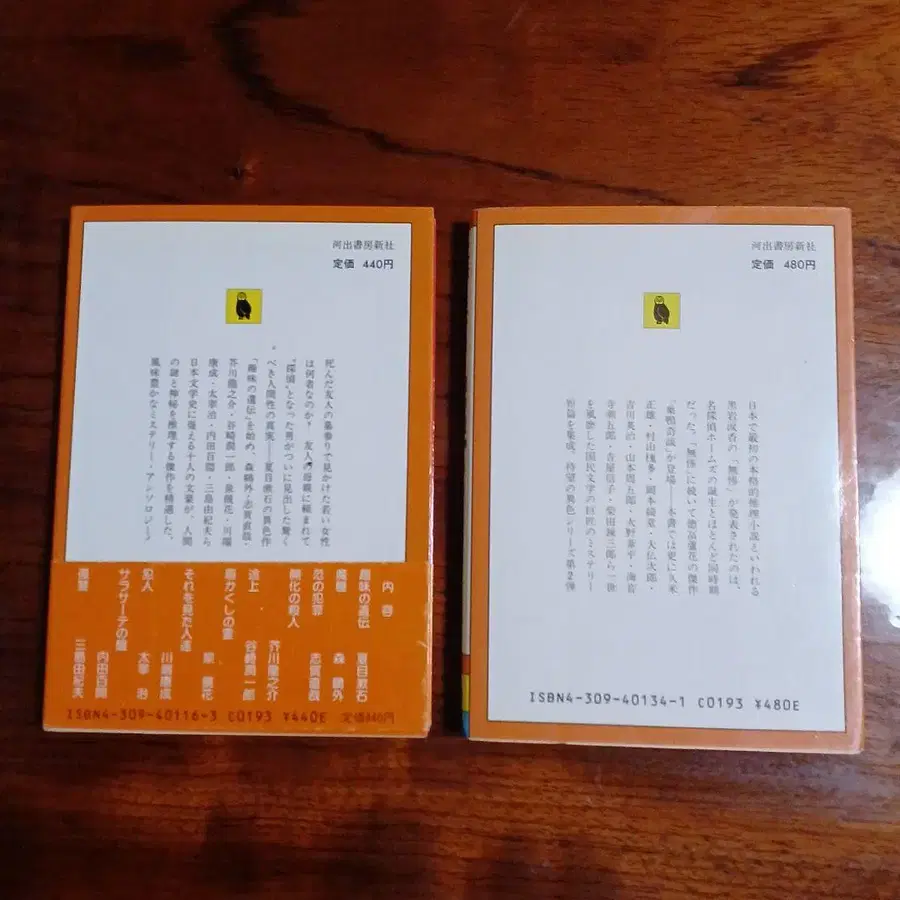 河出書房新社
定価 440円
死んだ友人の墓参りで見かけた若い女性
は何者なのか? 友人の母親に頼まれて
"探偵"となった男がついに見出した驚く
べき人間性の真実——夏目漱石の異色作
「趣味の遺伝」を始め、森鷗外・志賀直哉・
芥川龍之介・谷崎潤一郎・泉鏡花・川端
康成・太宰治・内田百閒・三島由紀夫ら
日本文学史に聳える十人の文豪が、人間
の謎と神秘を推理する傑作を精選した、
風味豊かなミステリー・アンソロジー
内容
趣味の遺伝 夏目漱石
魔睡 森鷗外
范の犯罪 志賀直哉
開化の殺人 芥川龍之介
途上 谷崎潤一郎
眉かくしの霊 泉鏡花
それを見た人達 川端康成
犯人 太宰治
サラサーテの盤 内田百閒
復讐 三島由紀夫
ISBN4-309-40116-3 C0193 ¥440E 定価440円
河出書房新社
定価 480円
日本で最初の本格的推理小説といわれる
黒岩涙香の「無惨」が発表されたのは、
名探偵ホームズの誕生とほとんど同時期
だった。「無惨」に続いて徳富蘆花の傑作
「巣鴨奇談」が登場——本書では更に久米
正雄・村山槐多・岡本綺堂・大仏次郎・
吉川英治・山本周五郎・火野葦平・海音
寺潮五郎・吉屋信子・柴田錬三郎ら一世
を風靡した国民文学の巨匠のミステリー
短篇を集成。待望の異色シリーズ第2弾
ISBN4-309-40134-1 C0193 ¥480E